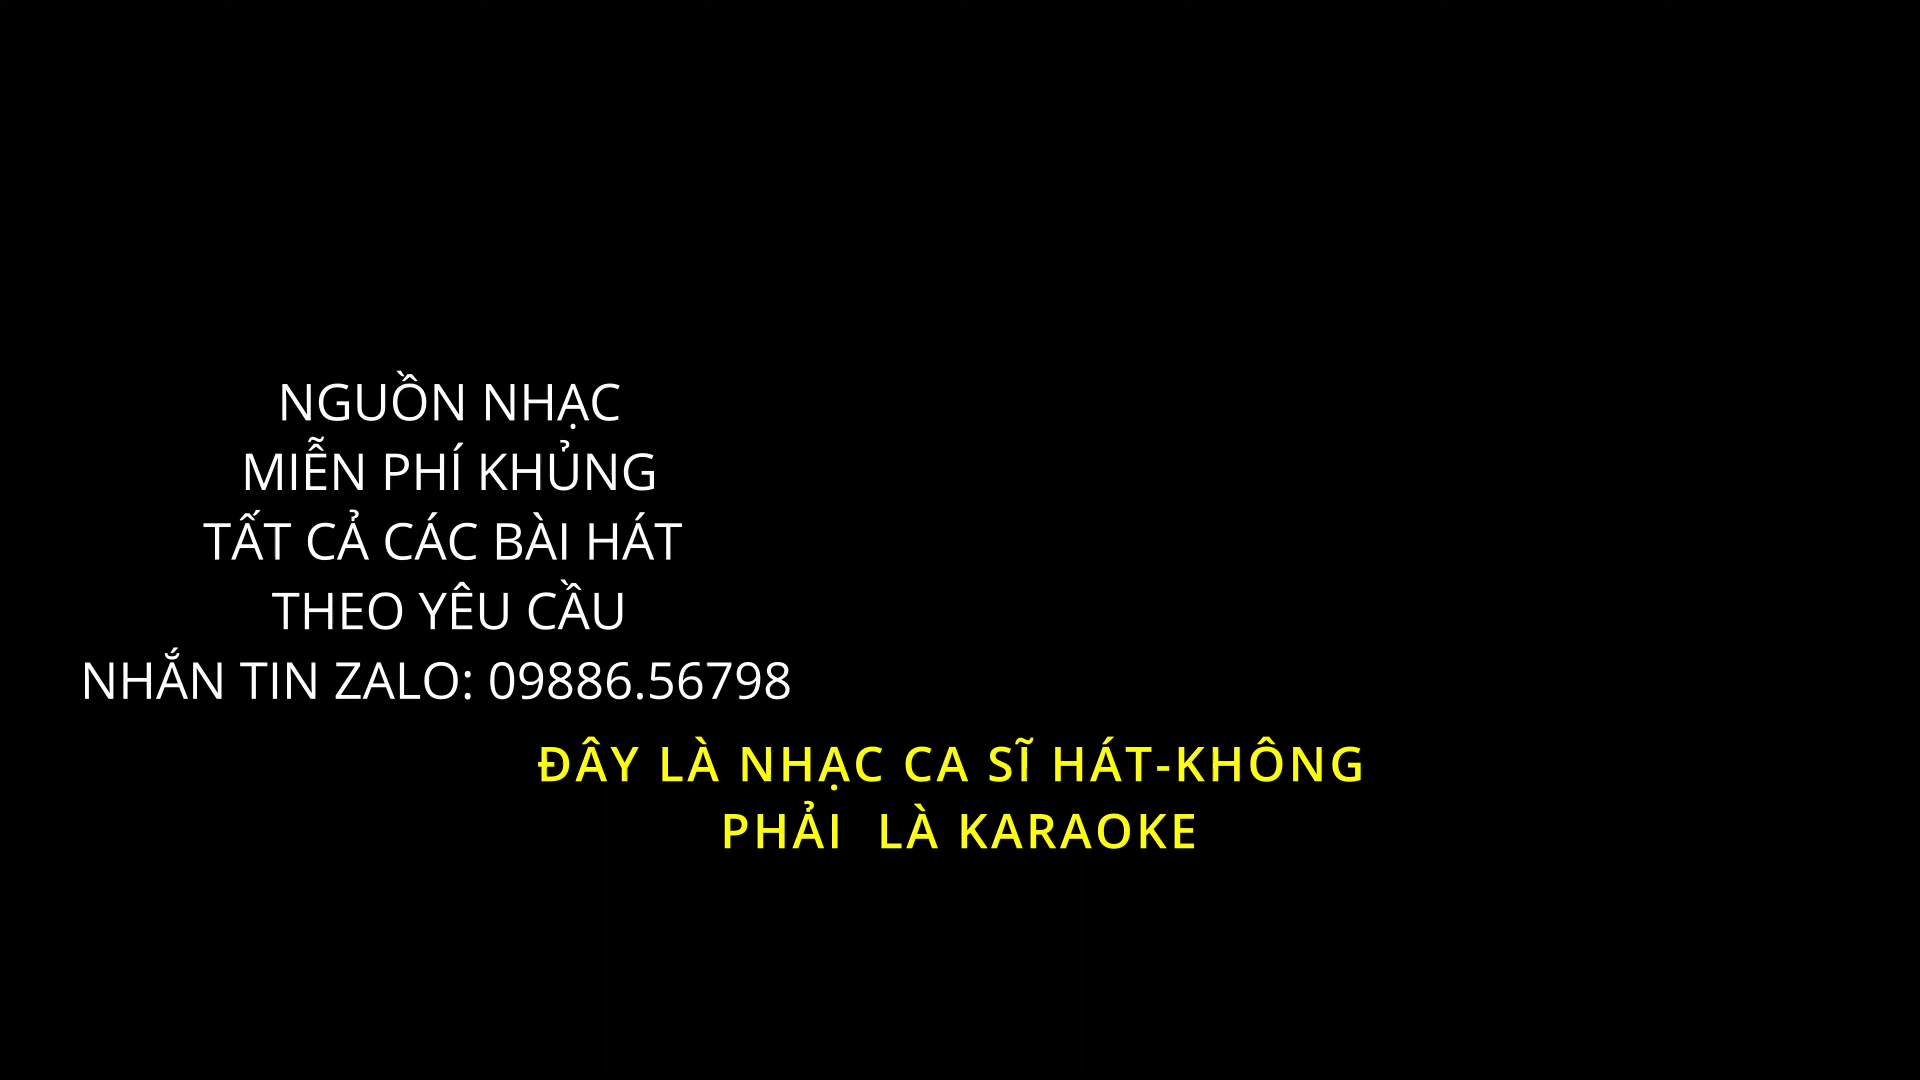 NGUỒN NHẠC
MIỄN PHÍ KHỦNG
TẤT CẢ CÁC BÀI HÁT
THEO YÊU CẦU
NHẮN TIN ZALO: 09886.56798
ĐÂY LÀ NHẠC CA SĨ HÁT-KHÔNG
PHẢI  LÀ KARAOKE